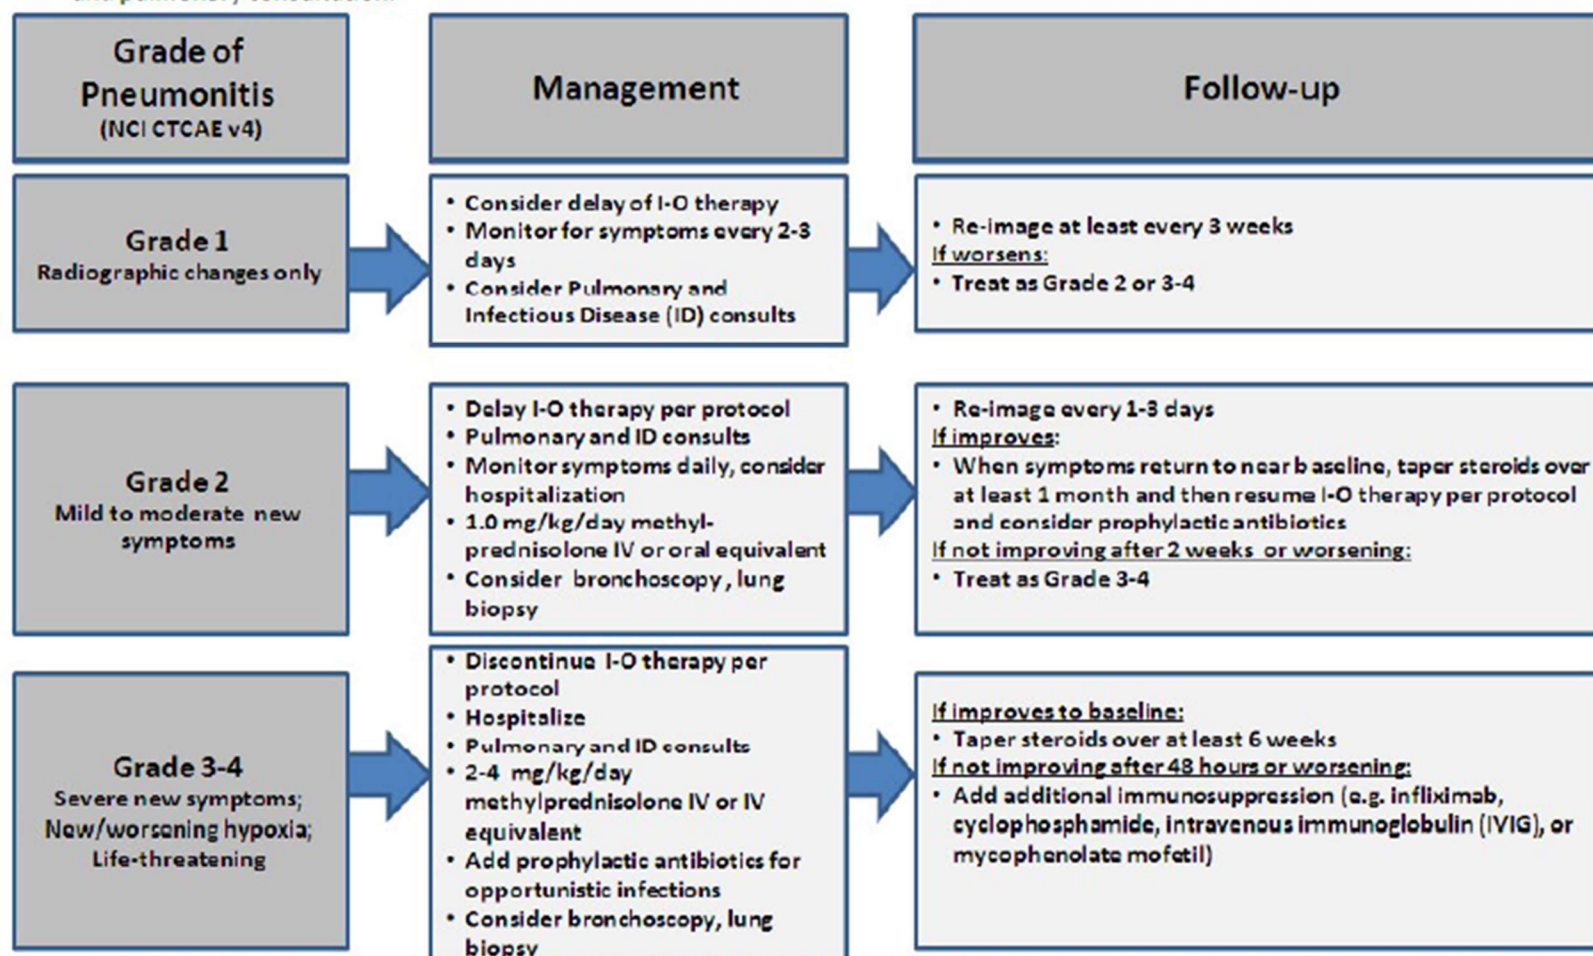 and pulmonary consultation.
Grade of
Pneumonitis
(NCI CTCAE v4)
Management
Follow-up
Grade 1
Radiographic changes only
• Consider delay of I-O therapy
• Monitor for symptoms every 2-3
days
• Consider Pulmonary and
Infectious Disease (ID) consults
• Re-image at least every 3 weeks
If worsens:
• Treat as Grade 2 or 3-4
Grade 2
Mild to moderate new
symptoms
• Delay I-O therapy per protocol
• Pulmonary and ID consults
• Monitor symptoms daily, consider
hospitalization
• 1.0 mg/kg/day methyl-
prednisolone IV or oral equivalent
• Consider bronchoscopy, lung
biopsy
• Re-image every 1-3 days
If improves:
• When symptoms return to near baseline, taper steroids over
at least 1 month and then resume I-O therapy per protocol
and consider prophylactic antibiotics
If not improving after 2 weeks or worsening:
• Treat as Grade 3-4
Grade 3-4
Severe new symptoms;
New/worsening hypoxia;
Life-threatening
• Discontinue I-O therapy per
protocol
• Hospitalize
• Pulmonary and ID consults
• 2-4 mg/kg/day
methylprednisolone IV or IV
equivalent
• Add prophylactic antibiotics for
opportunistic infections
• Consider bronchoscopy, lung
biopsy
If improves to baseline:
• Taper steroids over at least 6 weeks
If not improving after 48 hours or worsening:
• Add additional immunosuppression (e.g. infliximab,
cyclophosphamide, intravenous immunoglobulin (IVIG), or
mycophenolate mofetil)